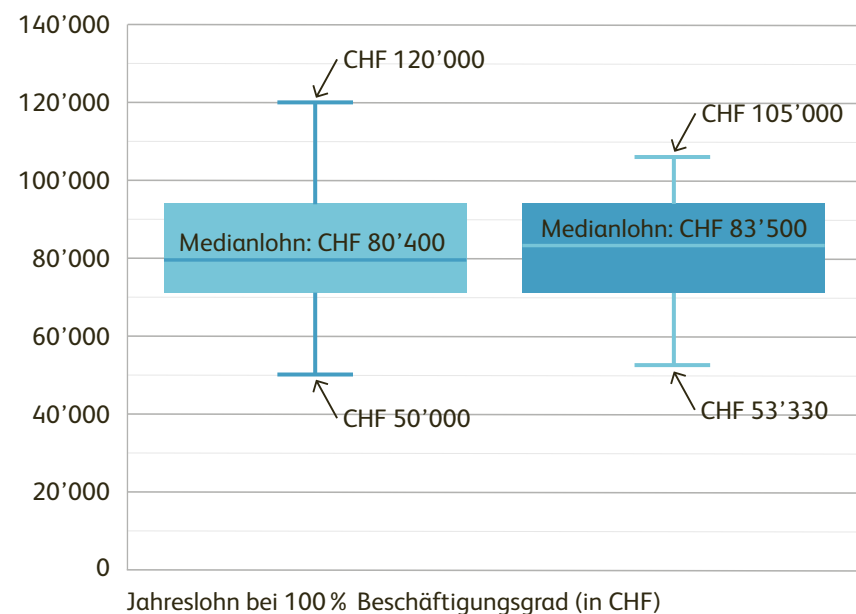 140’000
CHF 120’000
120’000
CHF 105’000
100’000
Medianlohn: CHF 80’400
Medianlohn: CHF 83’500
80’000
60’000
40’000
CHF 50’000
CHF 53’330
20’000
0
Jahreslohn bei 100 % Beschäftigungsgrad (in CHF)